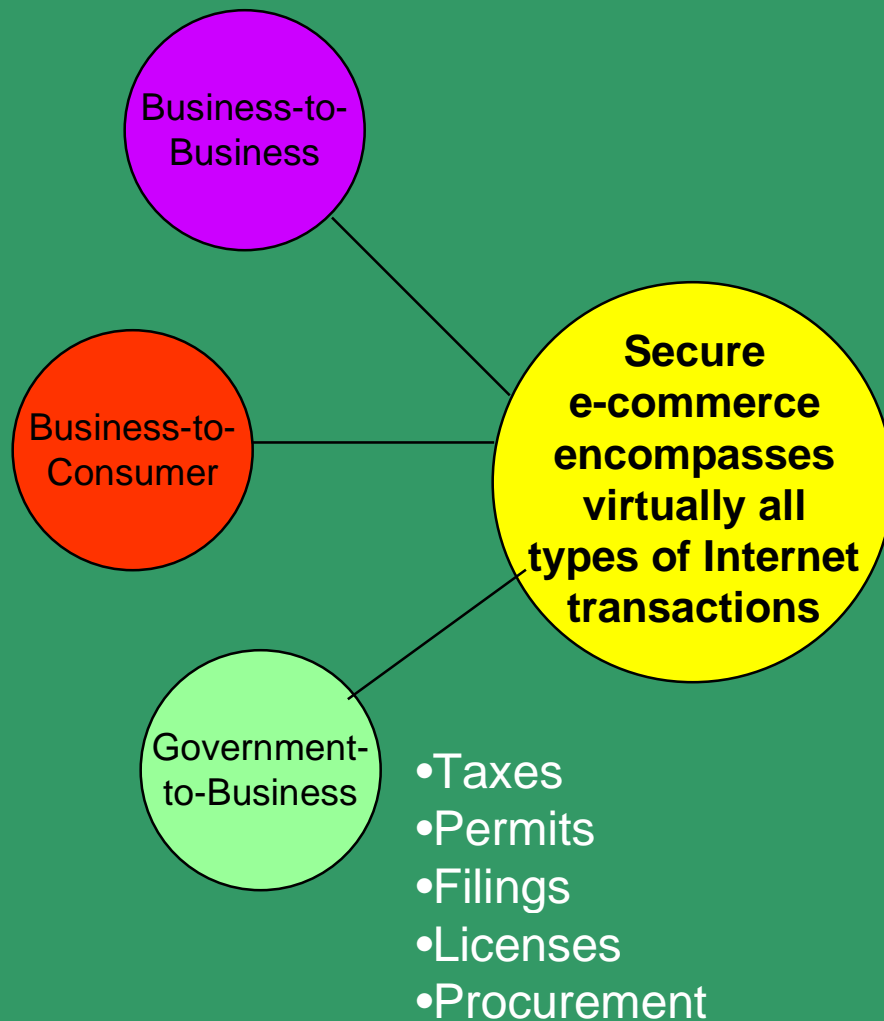 Business-to-
Business
Business-to-
Consumer
Government-
to-Business
Secure
e-commerce
encompasses
virtually all
types of Internet
transactions
•Taxes
•Permits
•Filings
•Licenses
•Procurement